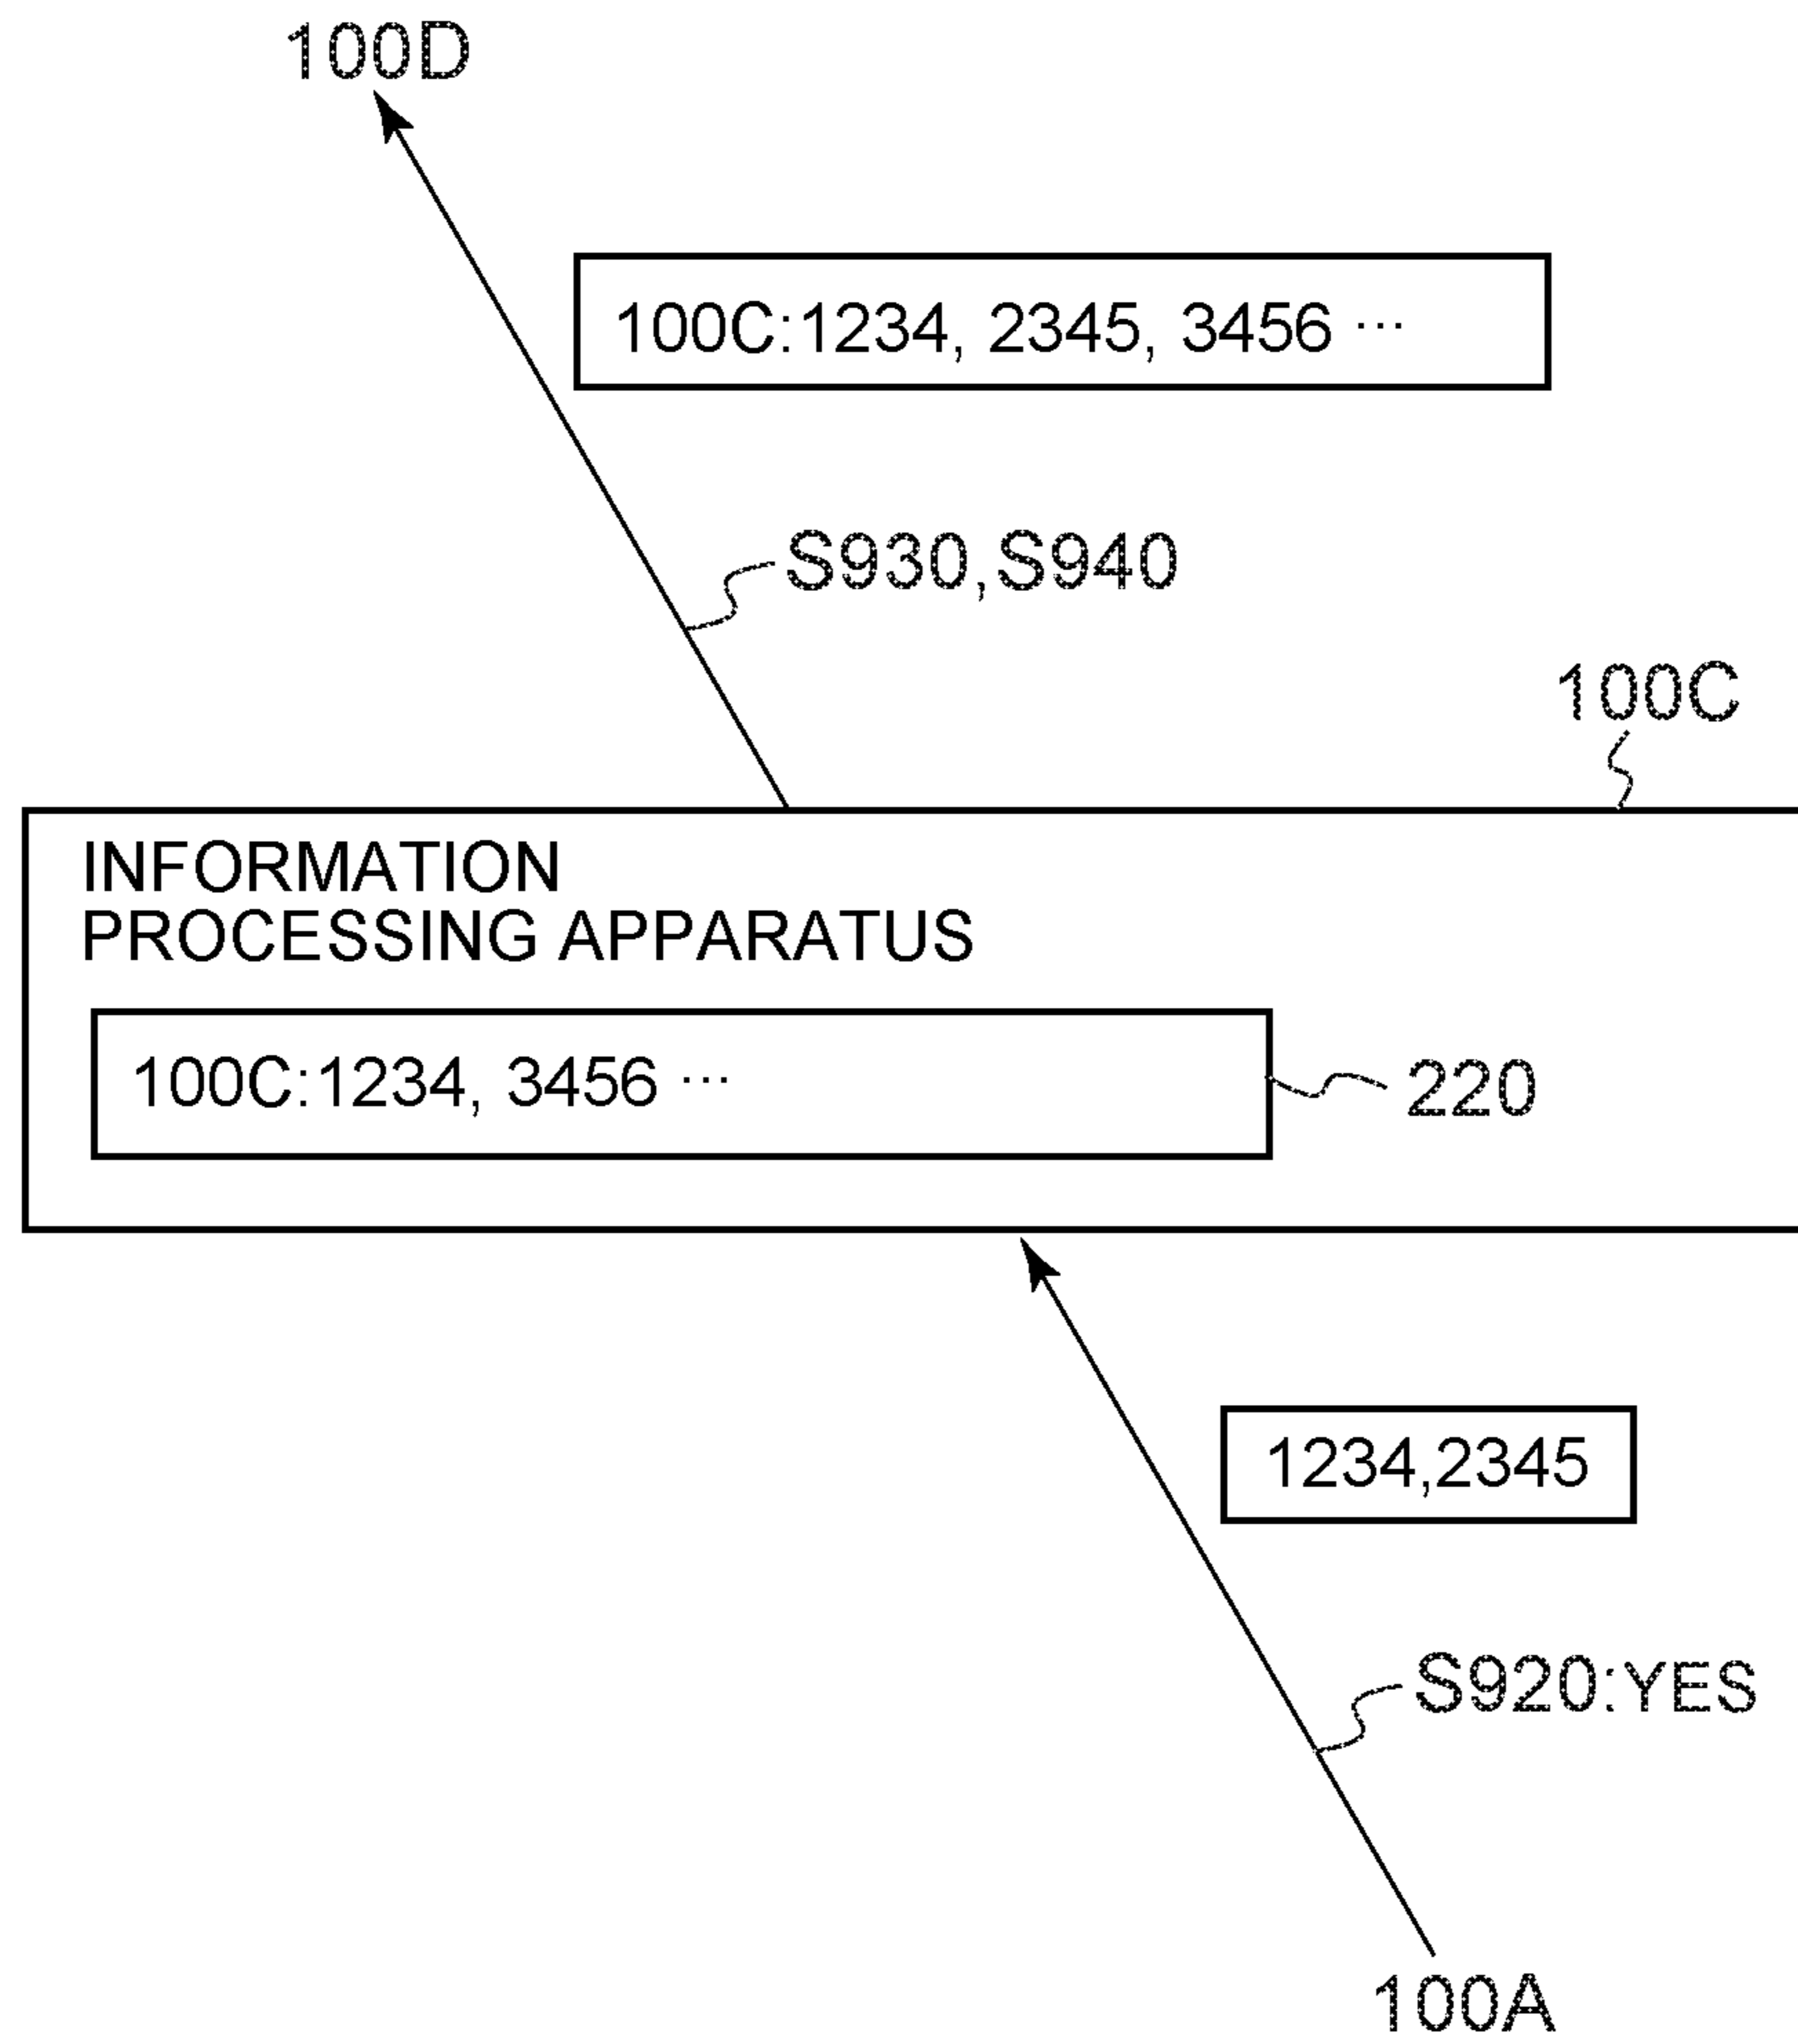 100D
100C:1234, 2345, 3456 ···
S930,S940
100C
INFORMATION
PROCESSING APPARATUS
100C:1234, 3456 ···
220
1234,2345
S920:YES
100A